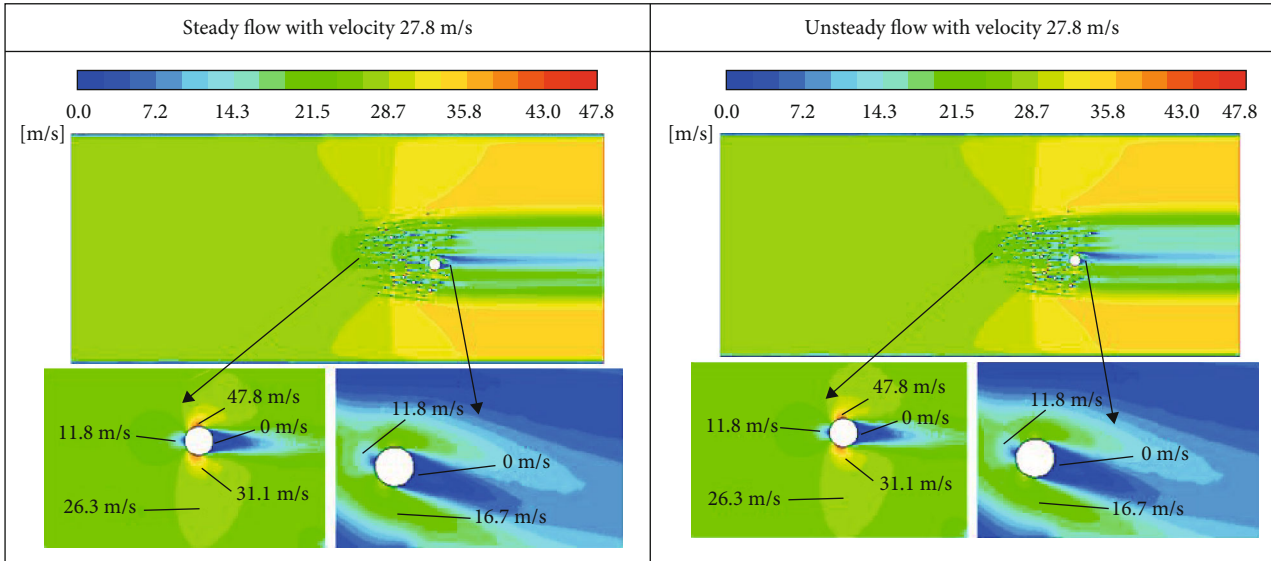 Steady flow with velocity 27.8 m/s
Unsteady flow with velocity 27.8 m/s
0.0 7.2 14.3 21.5 28.7 35.8 43.0 47.8
[m/s]
47.8 m/s
11.8 m/s
0 m/s
31.1 m/s
26.3 m/s
11.8 m/s
0 m/s
16.7 m/s
0.0 7.2 14.3 21.5 28.7 35.8 43.0 47.8
[m/s]
47.8 m/s
11.8 m/s
0 m/s
31.1 m/s
26.3 m/s
11.8 m/s
0 m/s
16.7 m/s